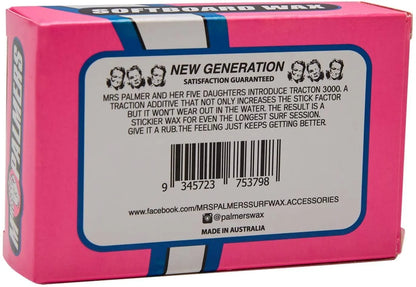 SOFTBOARD WAX
MRS PALMERS
NEW GENERATION
SATISFACTION GUARANTEED
MRS PALMER AND HER FIVE DAUGHTERS INTRODUCE TRACTON 3000. A
TRACTION ADDITIVE THAT NOT ONLY INCREASES THE STICK FACTOR
BUT IT WON'T WEAR OUT IN THE WATER. THE RESULT IS A
STICKIER WAX FOR EVEN THE LONGEST SURF SESSION.
GIVE IT A RUB.THE FEELING JUST KEEPS GETTING BETTER.
9 345723 753798
www.facebook.com/MRSPALMERSSURFWAX.ACCESSORIES
@palmerswax
MADE IN AUSTRALIA